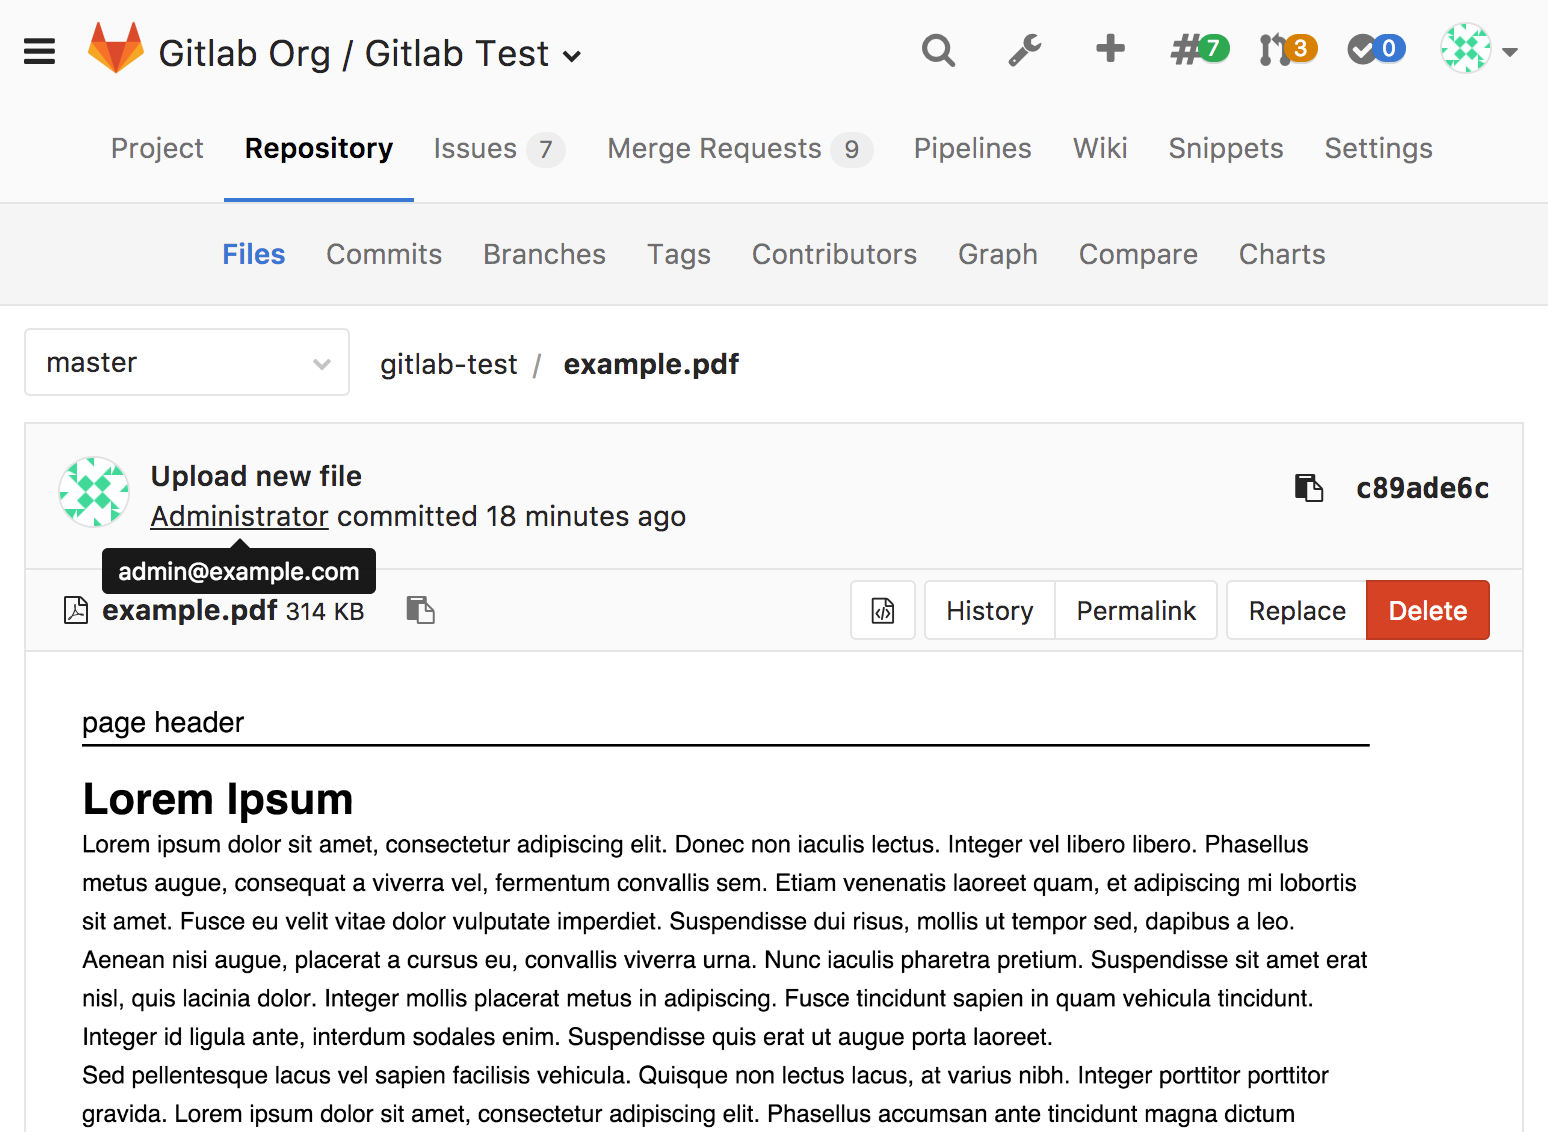 Gitlab Org / Gitlab Test
7
3
0
Project Repository Issues 7 Merge Requests 9 Pipelines Wiki Snippets Settings
Files Commits Branches Tags Contributors Graph Compare Charts
master
gitlab-test / example.pdf
Upload new file
Administrator committed 18 minutes ago
c89ade6c
admin@example.com
example.pdf 314 KB
History Permalink Replace Delete
page header
Lorem Ipsum
Lorem ipsum dolor sit amet, consectetur adipiscing elit. Donec non iaculis lectus. Integer vel libero libero. Phasellus
metus augue, consequat a viverra vel, fermentum convallis sem. Etiam venenatis laoreet quam, et adipiscing mi lobortis
sit amet. Fusce eu velit vitae dolor vulputate imperdiet. Suspendisse dui risus, mollis ut tempor sed, dapibus a leo.
Aenean nisi augue, placerat a cursus eu, convallis viverra urna. Nunc iaculis pharetra pretium. Suspendisse sit amet erat
nisl, quis lacinia dolor. Integer mollis placerat metus in adipiscing. Fusce tincidunt sapien in quam vehicula tincidunt.
Integer id ligula ante, interdum sodales enim. Suspendisse quis erat ut augue porta laoreet.
Sed pellentesque lacus vel sapien facilisis vehicula. Quisque non lectus lacus, at varius nibh. Integer porttitor porttitor
gravida. Lorem ipsum dolor sit amet, consectetur adipiscing elit. Phasellus accumsan ante tincidunt magna dictum